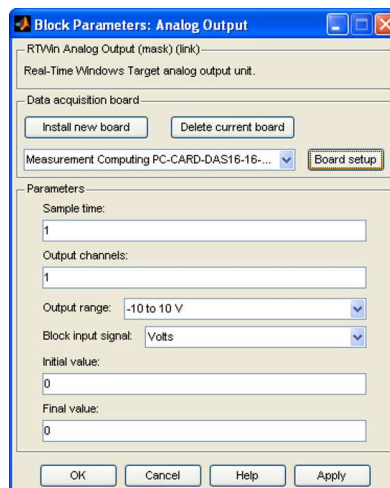 Block Parameters: Analog Output
RTWin Analog Output (mask) (link)
Real-Time Windows Target analog output unit.
Data acquisition board
Install new board Delete current board
Measurement Computing PC-CARD-DAS16-16-... Board setup
Parameters
Sample time:
1
Output channels:
1
Output range: -10 to 10 V
Block input signal: Volts
Initial value:
0
Final value:
0
OK Cancel Help Apply